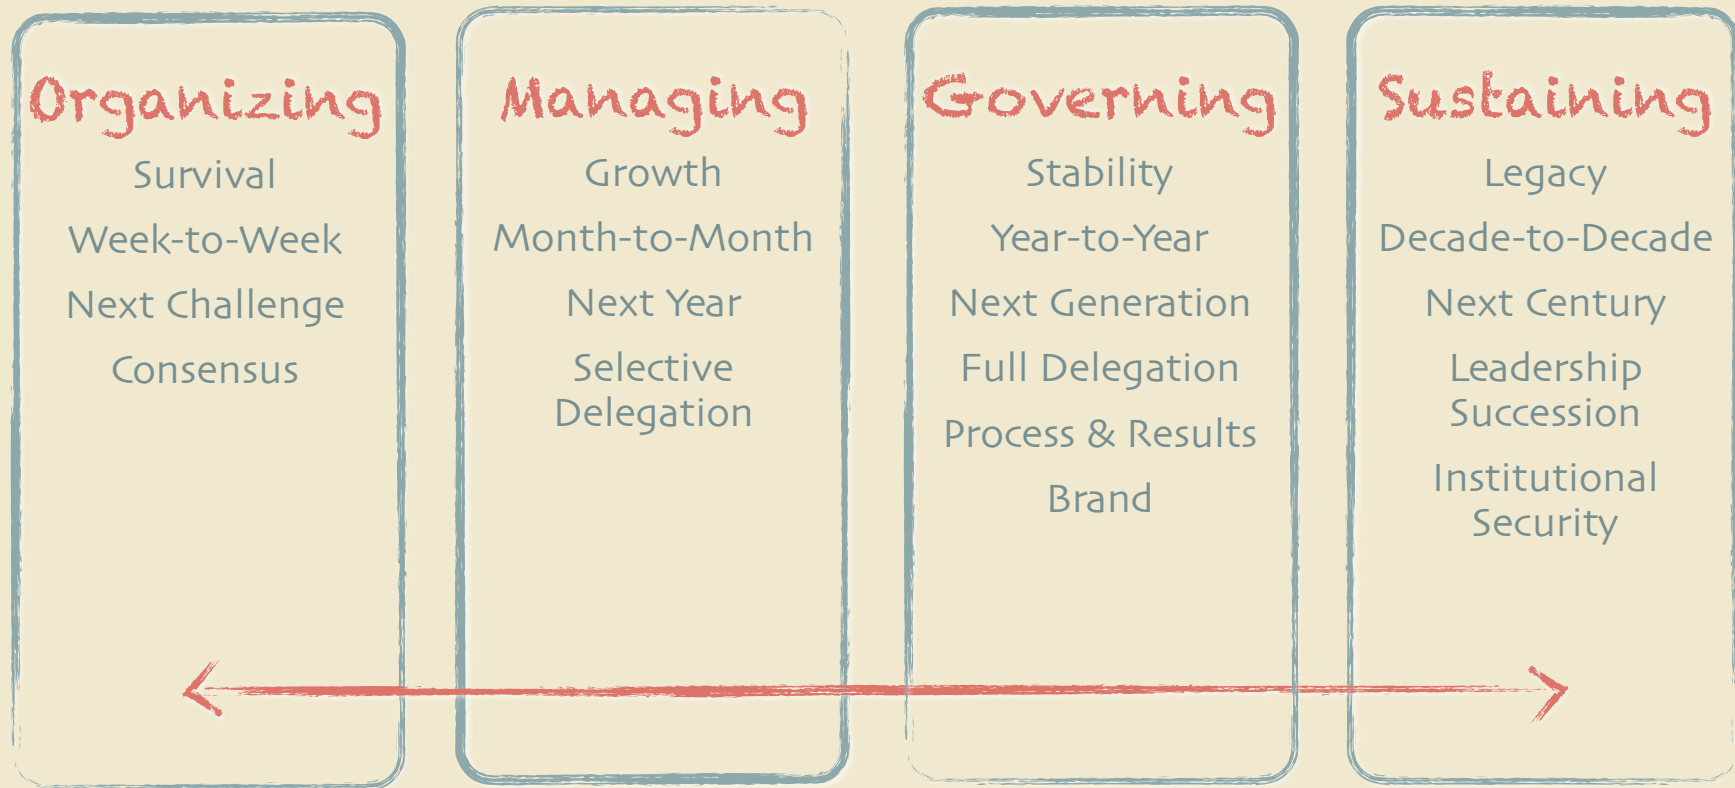 Organizing
Survival
Week-to-Week
Next Challenge
Consensus
Managing
Growth
Month-to-Month
Next Year
Selective
Delegation
Governing
Stability
Year-to-Year
Next Generation
Full Delegation
Process & Results
Brand
Sustaining
Legacy
Decade-to-Decade
Next Century
Leadership
Succession
Institutional
Security